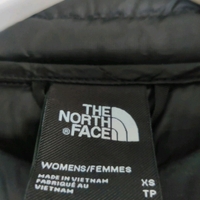 THE
NORTH
FACE
WOMENS/FEMMES
MADE IN VIETNAM
FABRIQUÉ AU
VIETNAM
XS
TP